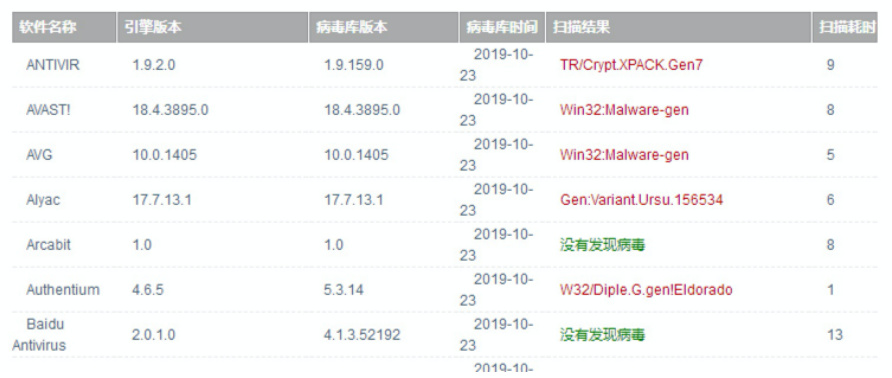 软件名称 引擎版本 病毒库版本 病毒库时间 扫描结果 扫描耗时
ANTIVIR 1.9.2.0 1.9.159.0 2019-10-23 TR/Crypt.XPACK.Gen7 9
AVAST! 18.4.3895.0 18.4.3895.0 2019-10-23 Win32:Malware-gen 8
AVG 10.0.1405 10.0.1405 2019-10-23 Win32:Malware-gen 5
Alyac 17.7.13.1 17.7.13.1 2019-10-23 Gen:Variant.Ursu.156534 6
Arcabit 1.0 1.0 2019-10-23 没有发现病毒 8
Authentium 4.6.5 5.3.14 2019-10-23 W32/Diple.G.gen!Eldorado 1
Baidu Antivirus 2.0.1.0 4.1.3.52192 2019-10-23 没有发现病毒 13
2019-10-